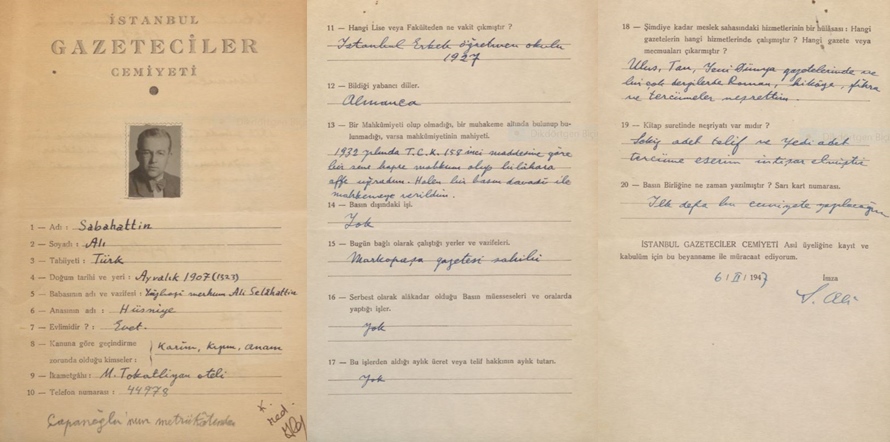 İSTANBUL
GAZETECİLER
CEMİYETİ
1 — Adı : Sabahattin
2 — Soyadı : Ali
3 — Tabiiyeti : Türk
4 — Doğum tarihi ve yeri : Ayvalık 1907 (1323)
5 — Babasının adı ve vazifesi : Yüzbaşı merhum Ali Selâhattin
6 — Anasının adı : Hüsniye
7 — Evlimidir ? : Evet.
8 — Kanuna göre geçindirme
zorunda olduğu kimseler : Karım, kızım, anam
9 — İkametgâhı : M. Tokatliyan oteli
10 — Telefon numarası : 44978
Çapanoğlu'nun
red
11 — Hangi Lise veya Fakülteden ne vakit çıkmıştır ?
İstanbul Erkek öğretmen okulu
1927
12 — Bildiği yabancı diller.
Almanca
13 — Bir Mahkûmiyeti olup olmadığı, bir muhakeme altında bulunup bu-
lunmadığı, varsa mahkûmiyetinin mahiyeti.
1932 yılında T.C.K. 158 inci maddesine göre
bir sene hapse mahkum olup bilâhara
affe uğradım. Halen bir basın davası ile
mahkemeye verildim.
14 — Basın dışındaki işi.
Yok
15 — Bugün bağlı olarak çalıştığı yerler ve vazifeleri.
Markopaşa gazetesi sahibi
16 — Serbest olarak alâkadar olduğu Basın müesseseleri ve oralarda
yaptığı işler.
Yok
17 — Bu işlerden aldığı aylık ücret veya telif hakkının aylık tutarı.
Yok
18 — Şimdiye kadar meslek sahasındaki hizmetlerinin bir hülâsası : Hangi
gazetelerin hangi hizmetlerinde çalışmıştır ? Hangi gazete veya
mecmuaları çıkarmıştır ?
Ulus, Tan, Yeni Dünya gazetelerinde ve
birçok dergilerde Roman, hikâye, fıkra
ve tercümeler neşrettim.
19 — Kitap suretinde neşriyatı var mıdır ?
Sekiz adet telif ve yedi adet
tercüme eserim intişar etmiştir
20 — Basın Birliğine ne zaman yazılmıştır ? Sarı kart numarası.
İlk defa bu cemiyete yazılacağım
İSTANBUL GAZETECİLER CEMİYETİ Asıl üyeliğine kayıt ve
kabulüm için bu beyanname ile müracaat ediyorum.
6 / II / 1947 İmza
S. Ali